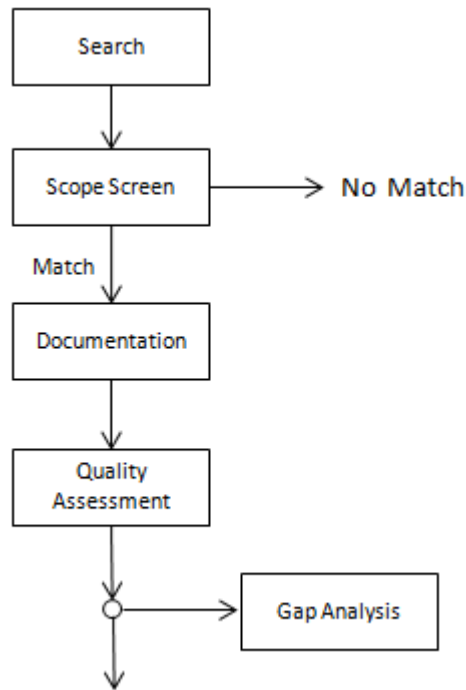 Search
Scope Screen
No Match
Match
Documentation
Quality
Assessment
Gap Analysis